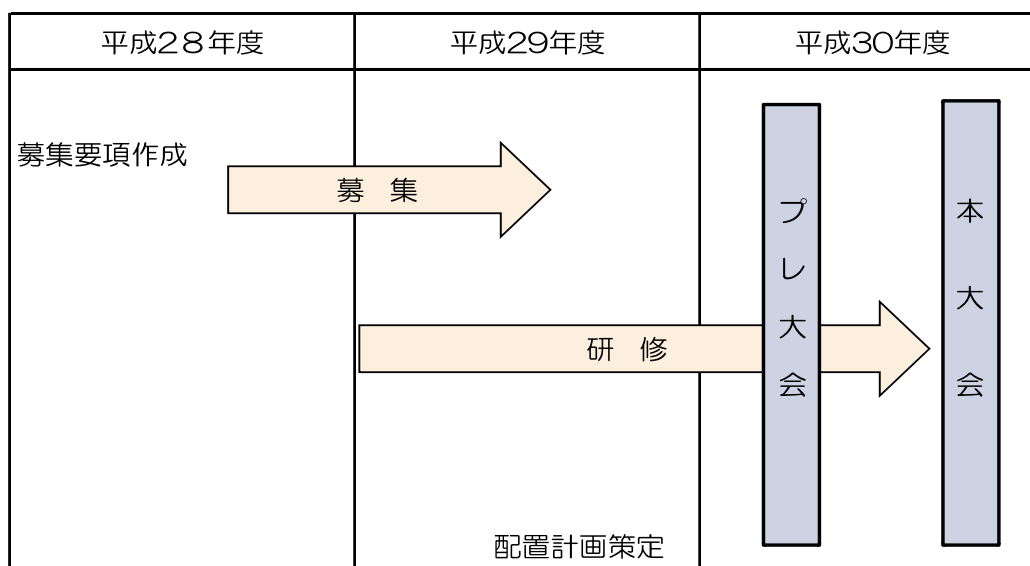 平成２８年度
平成29年度
平成30年度
募集要項作成
募　集
プレ大会
本大会
研　修
配置計画策定